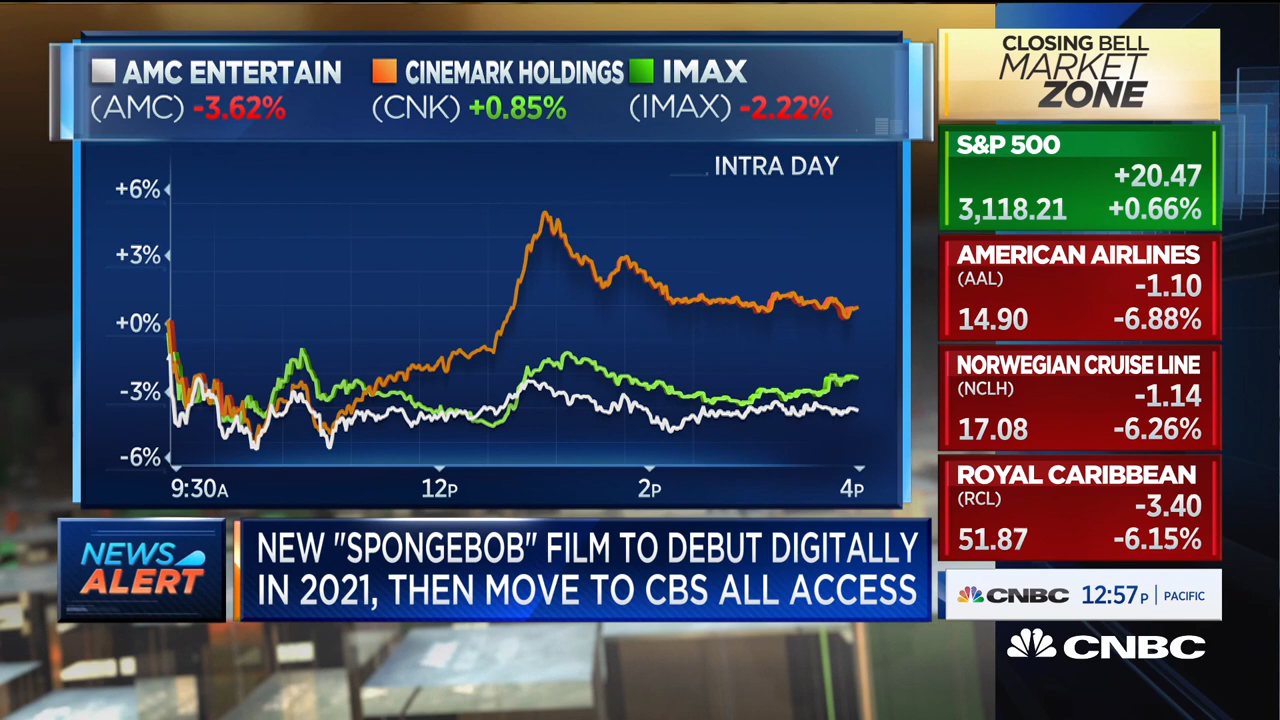 AMC ENTERTAIN
(AMC) -3.62%
CINEMARK HOLDINGS
(CNK) +0.85%
IMAX
(IMAX) -2.22%
INTRA DAY
+6%
+3%
+0%
-3%
-6%
9:30A
12P
2P
4P
NEWS
ALERT
NEW "SPONGEBOB" FILM TO DEBUT DIGITALLY
IN 2021, THEN MOVE TO CBS ALL ACCESS
CLOSING BELL
MARKET
ZONE
S&P 500
+20.47
3,118.21 +0.66%
AMERICAN AIRLINES
(AAL) -1.10
14.90 -6.88%
NORWEGIAN CRUISE LINE
(NCLH) -1.14
17.08 -6.26%
ROYAL CARIBBEAN
(RCL) -3.40
51.87 -6.15%
CNBC 12:57P PACIFIC
CNBC